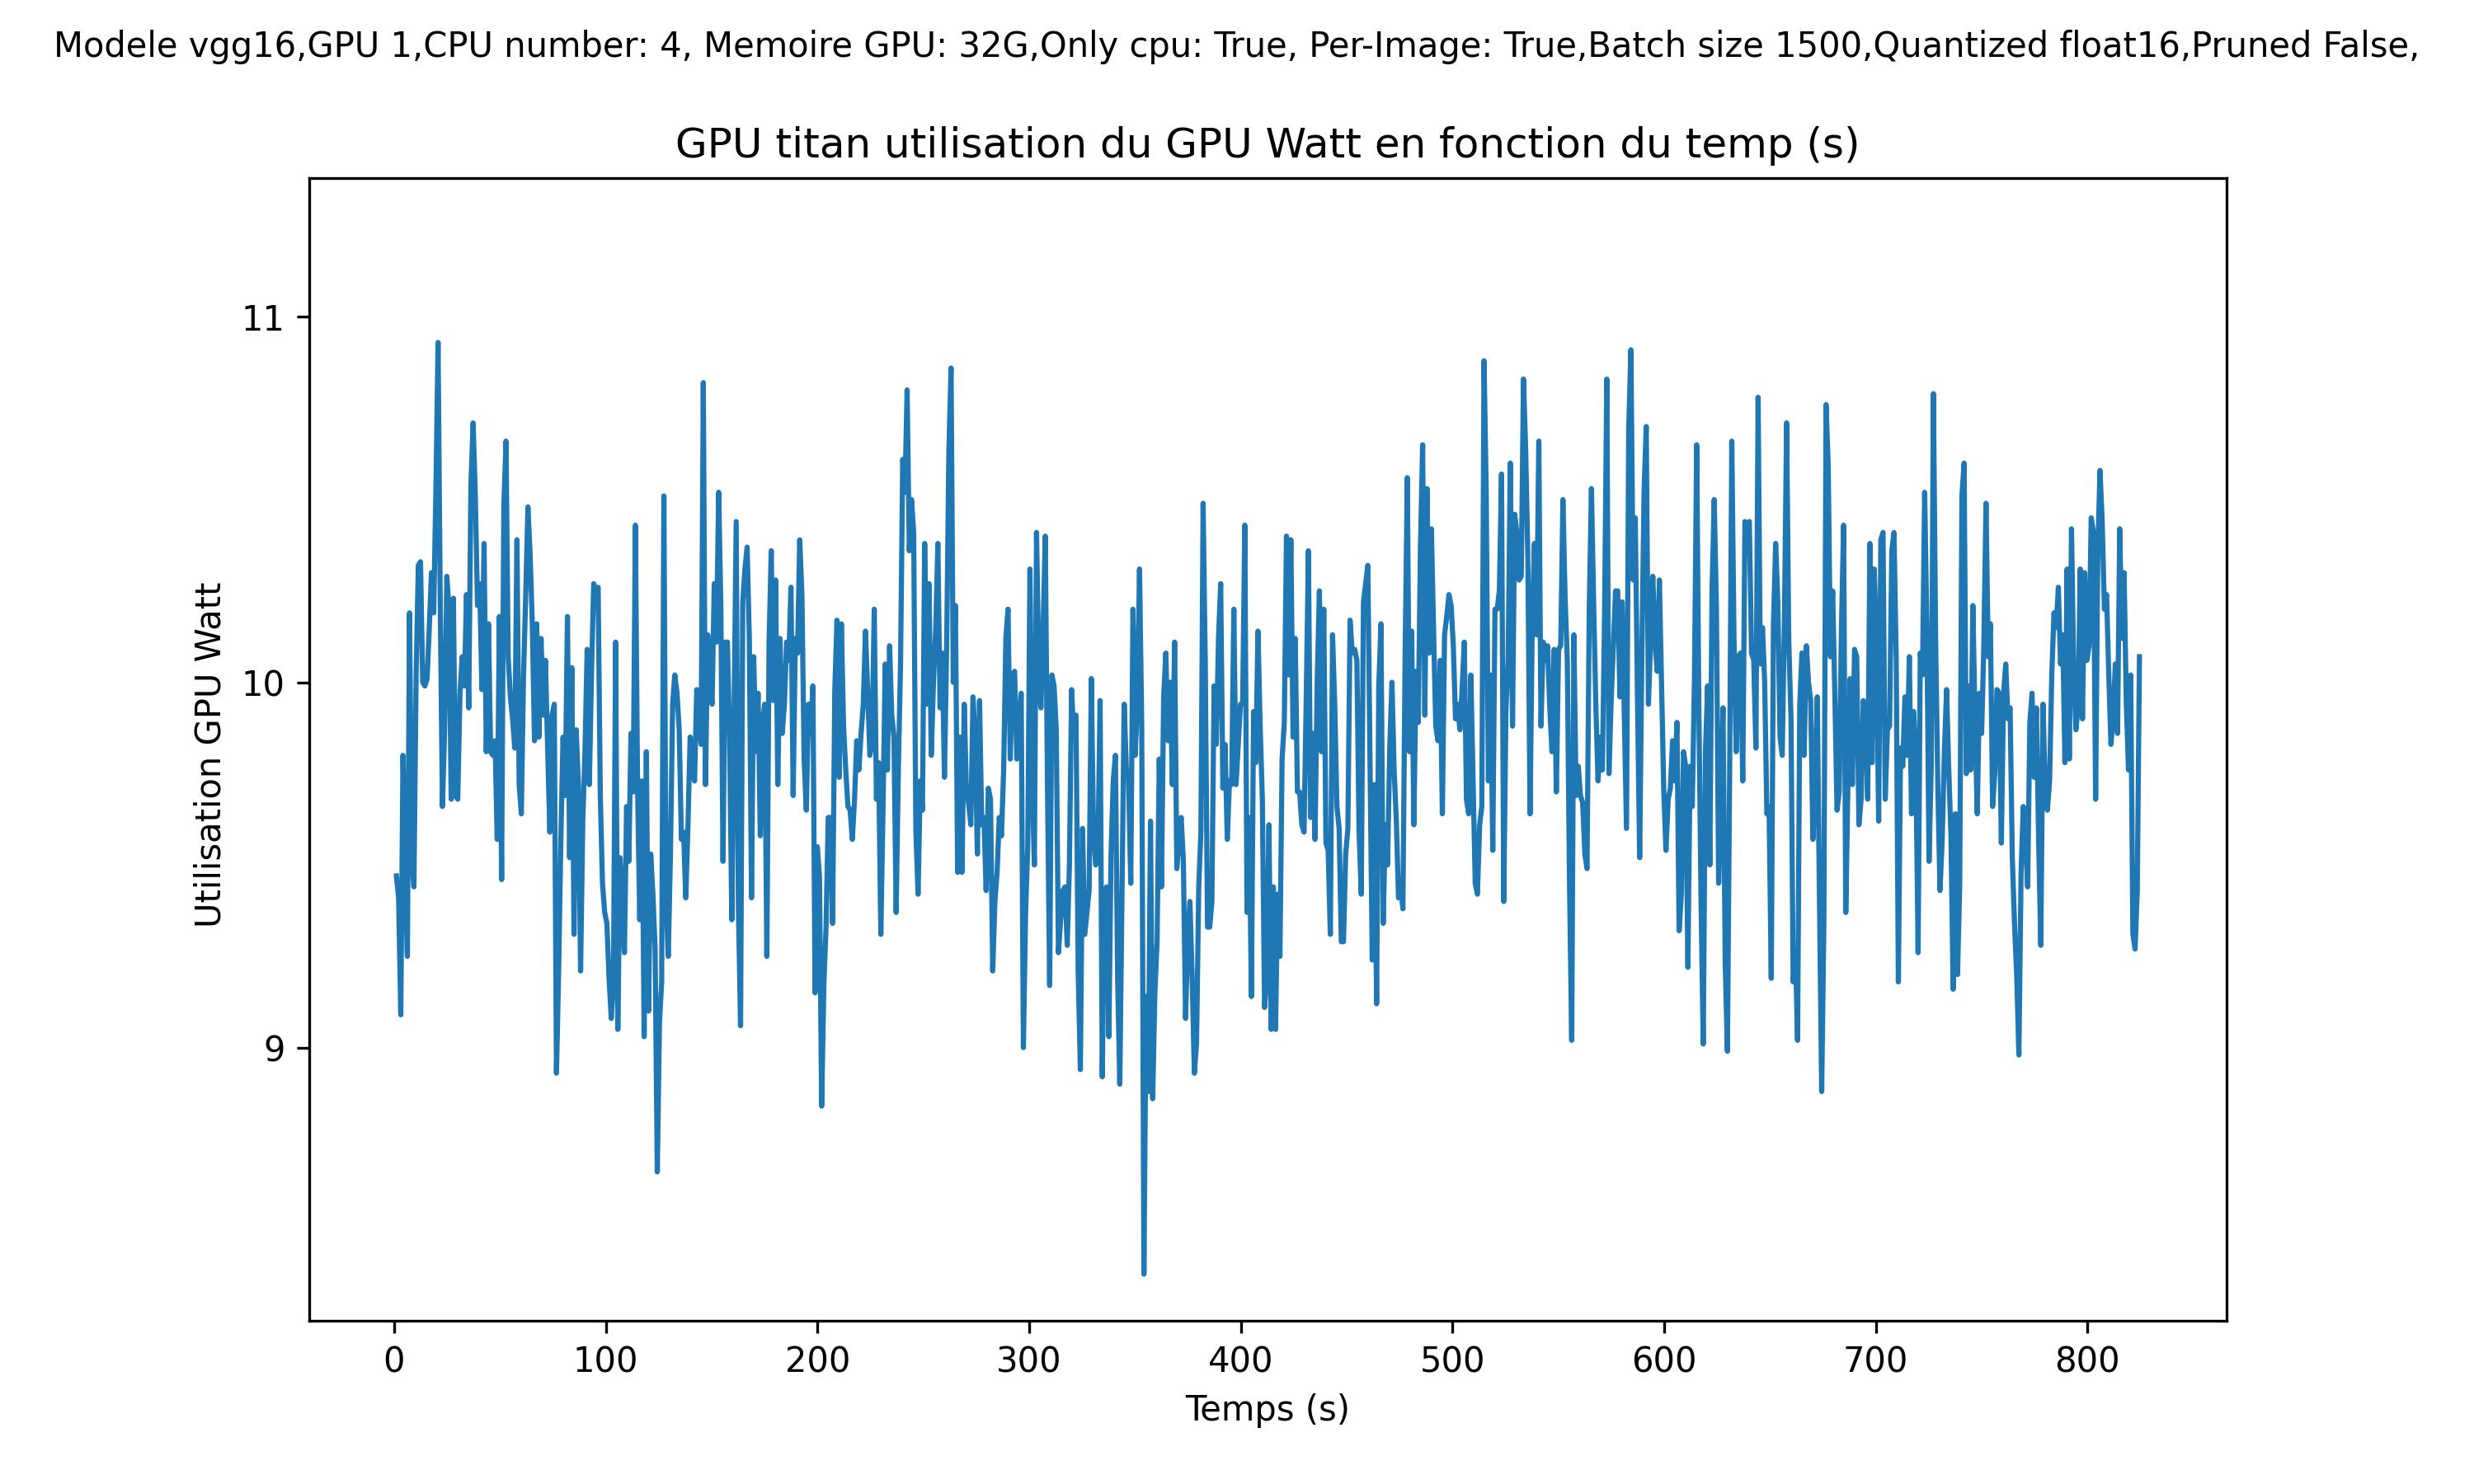 Modele vgg16,GPU 1,CPU number: 4, Memoire GPU: 32G,Only cpu: True, Per-Image: True,Batch size 1500,Quantized float16,Pruned False,
GPU titan utilisation du GPU Watt en fonction du temp (s)
Utilisation GPU Watt
11
10
9
0 100 200 300 400 500 600 700 800
Temps (s)